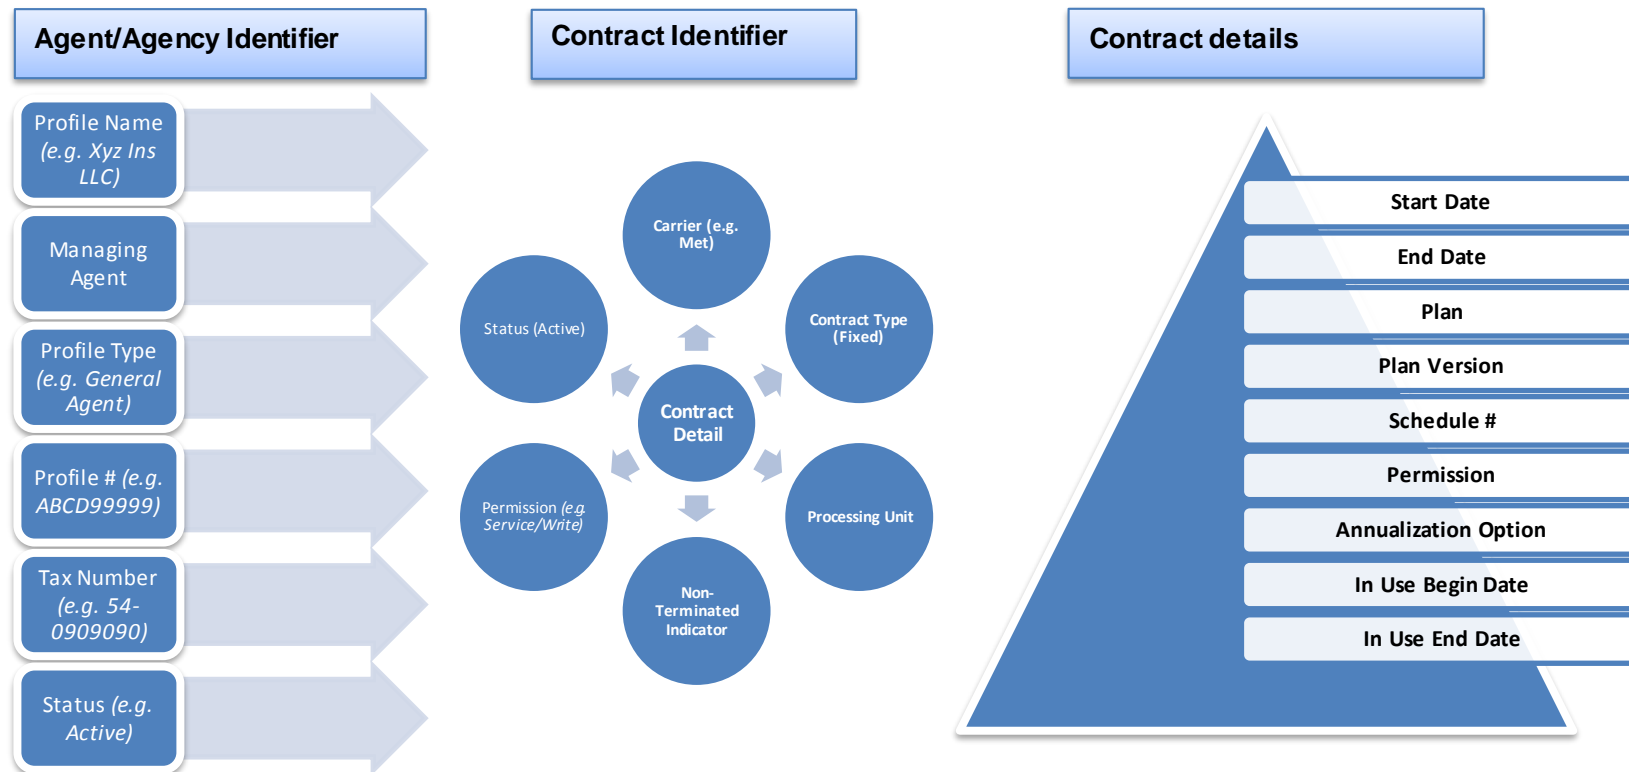 Agent/Agency Identifier
Profile Name
(e.g. Xyz Ins
LLC)
Managing
Agent
Profile Type
(e.g. General
Agent)
Profile # (e.g.
ABCD99999)
Tax Number
(e.g. 54-
0909090)
Status (e.g.
Active)
Contract Identifier
Carrier (e.g.
Met)
Contract Type
(Fixed)
Processing Unit
Non-
Terminated
Indicator
Permission (e.g.
Service/Write)
Status (Active)
Contract
Detail
Contract details
Start Date
End Date
Plan
Plan Version
Schedule #
Permission
Annualization Option
In Use Begin Date
In Use End Date